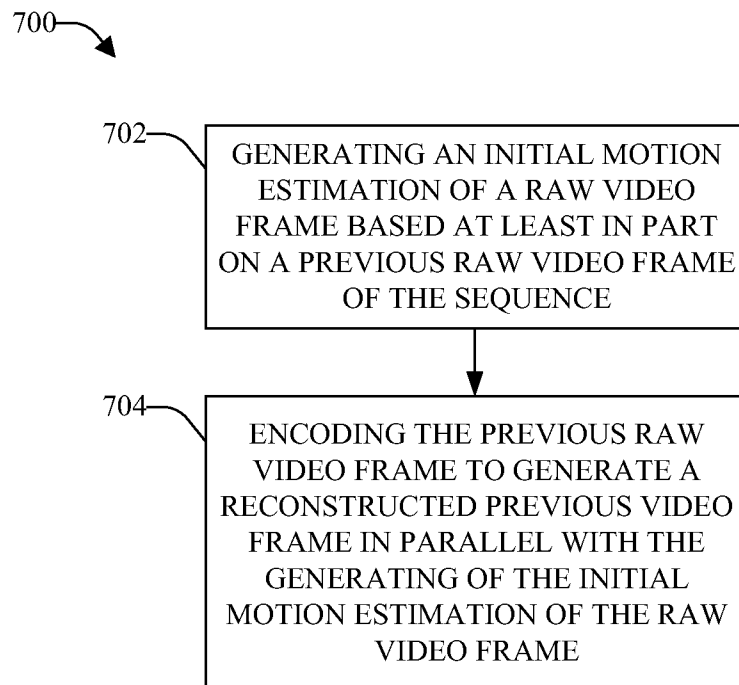 700
702
GENERATING AN INITIAL MOTION
ESTIMATION OF A RAW VIDEO
FRAME BASED AT LEAST IN PART
ON A PREVIOUS RAW VIDEO FRAME
OF THE SEQUENCE
704
ENCODING THE PREVIOUS RAW
VIDEO FRAME TO GENERATE A
RECONSTRUCTED PREVIOUS VIDEO
FRAME IN PARALLEL WITH THE
GENERATING OF THE INITIAL
MOTION ESTIMATION OF THE RAW
VIDEO FRAME